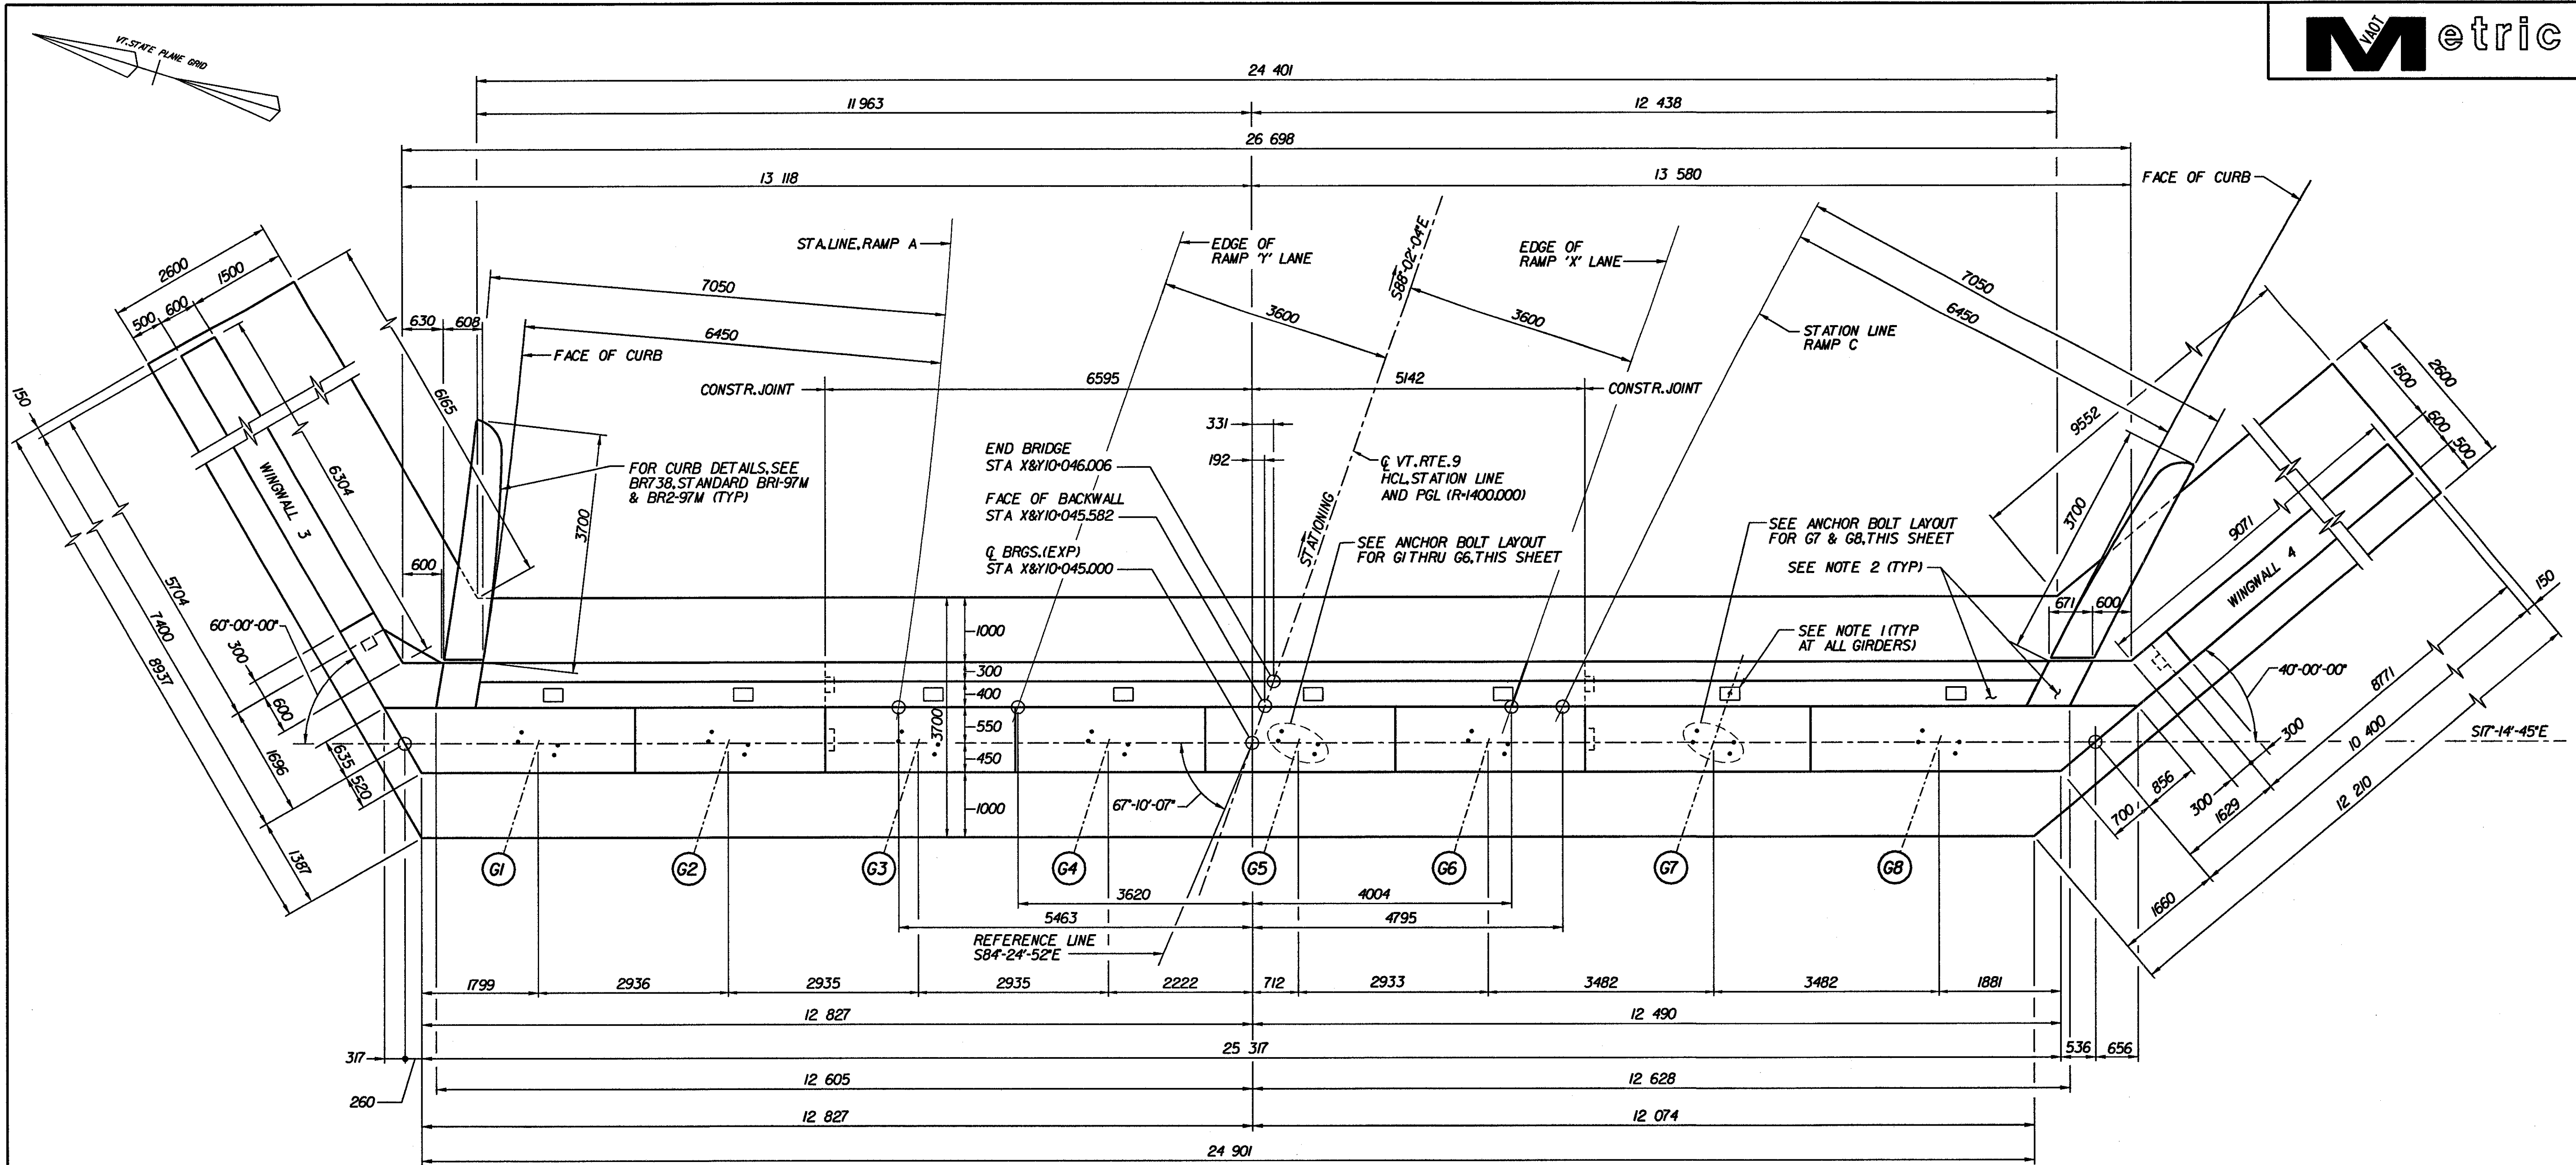 VAOT
Metric
VT. STATE PLANE GRID
24 401
11 963
12 438
26 698
13 118
13 580
FACE OF CURB
STA. LINE, RAMP A
EDGE OF
RAMP 'Y' LANE
S88°-02'-04"E
EDGE OF
RAMP 'X' LANE
2600
1500
500
600
7050
6450
630
608
FACE OF CURB
3600
3600
STATION LINE
RAMP C
7050
6450
9552
2600
1500
600
500
CONSTR. JOINT
6595
5142
CONSTR. JOINT
150
6165
6304
WINGWALL 3
331
192
END BRIDGE
STA X&Y10+046.006
FOR CURB DETAILS, SEE
BR738, STANDARD BR1-97M
& BR2-97M (TYP)
3700
FACE OF BACKWALL
STA X&Y10+045.582
℄ VT. RTE. 9
HCL, STATION LINE
AND PGL (R=1400.000)
STATIONING
℄ BRGS. (EXP)
STA X&Y10+045.000
SEE ANCHOR BOLT LAYOUT
FOR G1 THRU G6, THIS SHEET
SEE ANCHOR BOLT LAYOUT
FOR G7 & G8, THIS SHEET
SEE NOTE 2 (TYP)
3700
9071
WINGWALL 4
150
600
5704
7400
8937
60°-00'-00"
300
600
1000
300
400
3700
550
450
1000
SEE NOTE 1 (TYP
AT ALL GIRDERS)
671
600
40°-00'-00"
8771
10 400
12 210
S17°-14'-45"E
300
1696
635
520
1387
67°-10'-07"
300
856
700
1629
1660
G1
G2
G3
G4
G5
G6
G7
G8
3620
4004
5463
4795
REFERENCE LINE
S84°-24'-52"E
1799
2936
2935
2935
2222
712
2933
3482
3482
1881
12 827
12 490
317
25 317
536
656
260
12 605
12 628
12 827
12 074
24 901